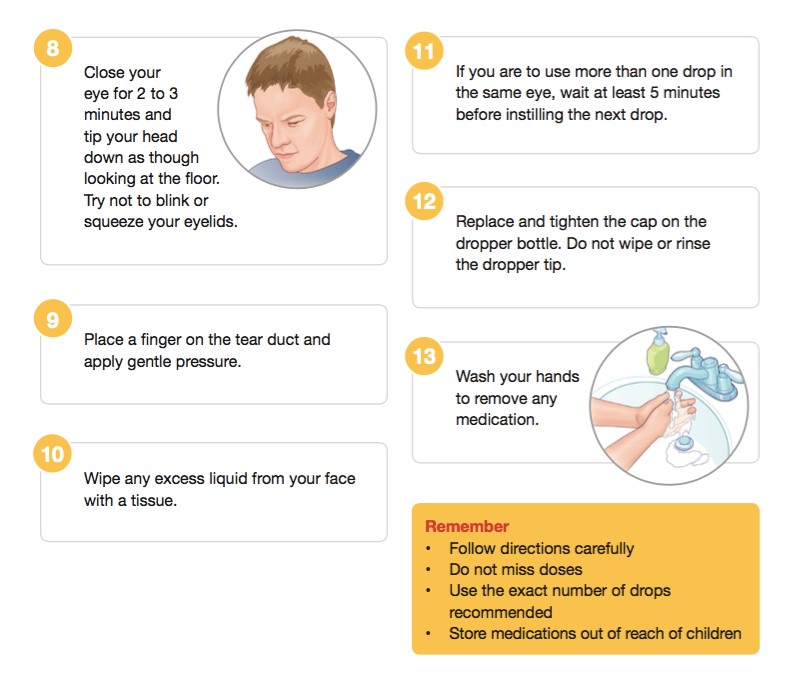 8
Close your
eye for 2 to 3
minutes and
tip your head
down as though
looking at the floor.
Try not to blink or
squeeze your eyelids.
9
Place a finger on the tear duct and
apply gentle pressure.
10
Wipe any excess liquid from your face
with a tissue.
11
If you are to use more than one drop in
the same eye, wait at least 5 minutes
before instilling the next drop.
12
Replace and tighten the cap on the
dropper bottle. Do not wipe or rinse
the dropper tip.
13
Wash your hands
to remove any
medication.
Remember
• Follow directions carefully
• Do not miss doses
• Use the exact number of drops
recommended
• Store medications out of reach of children